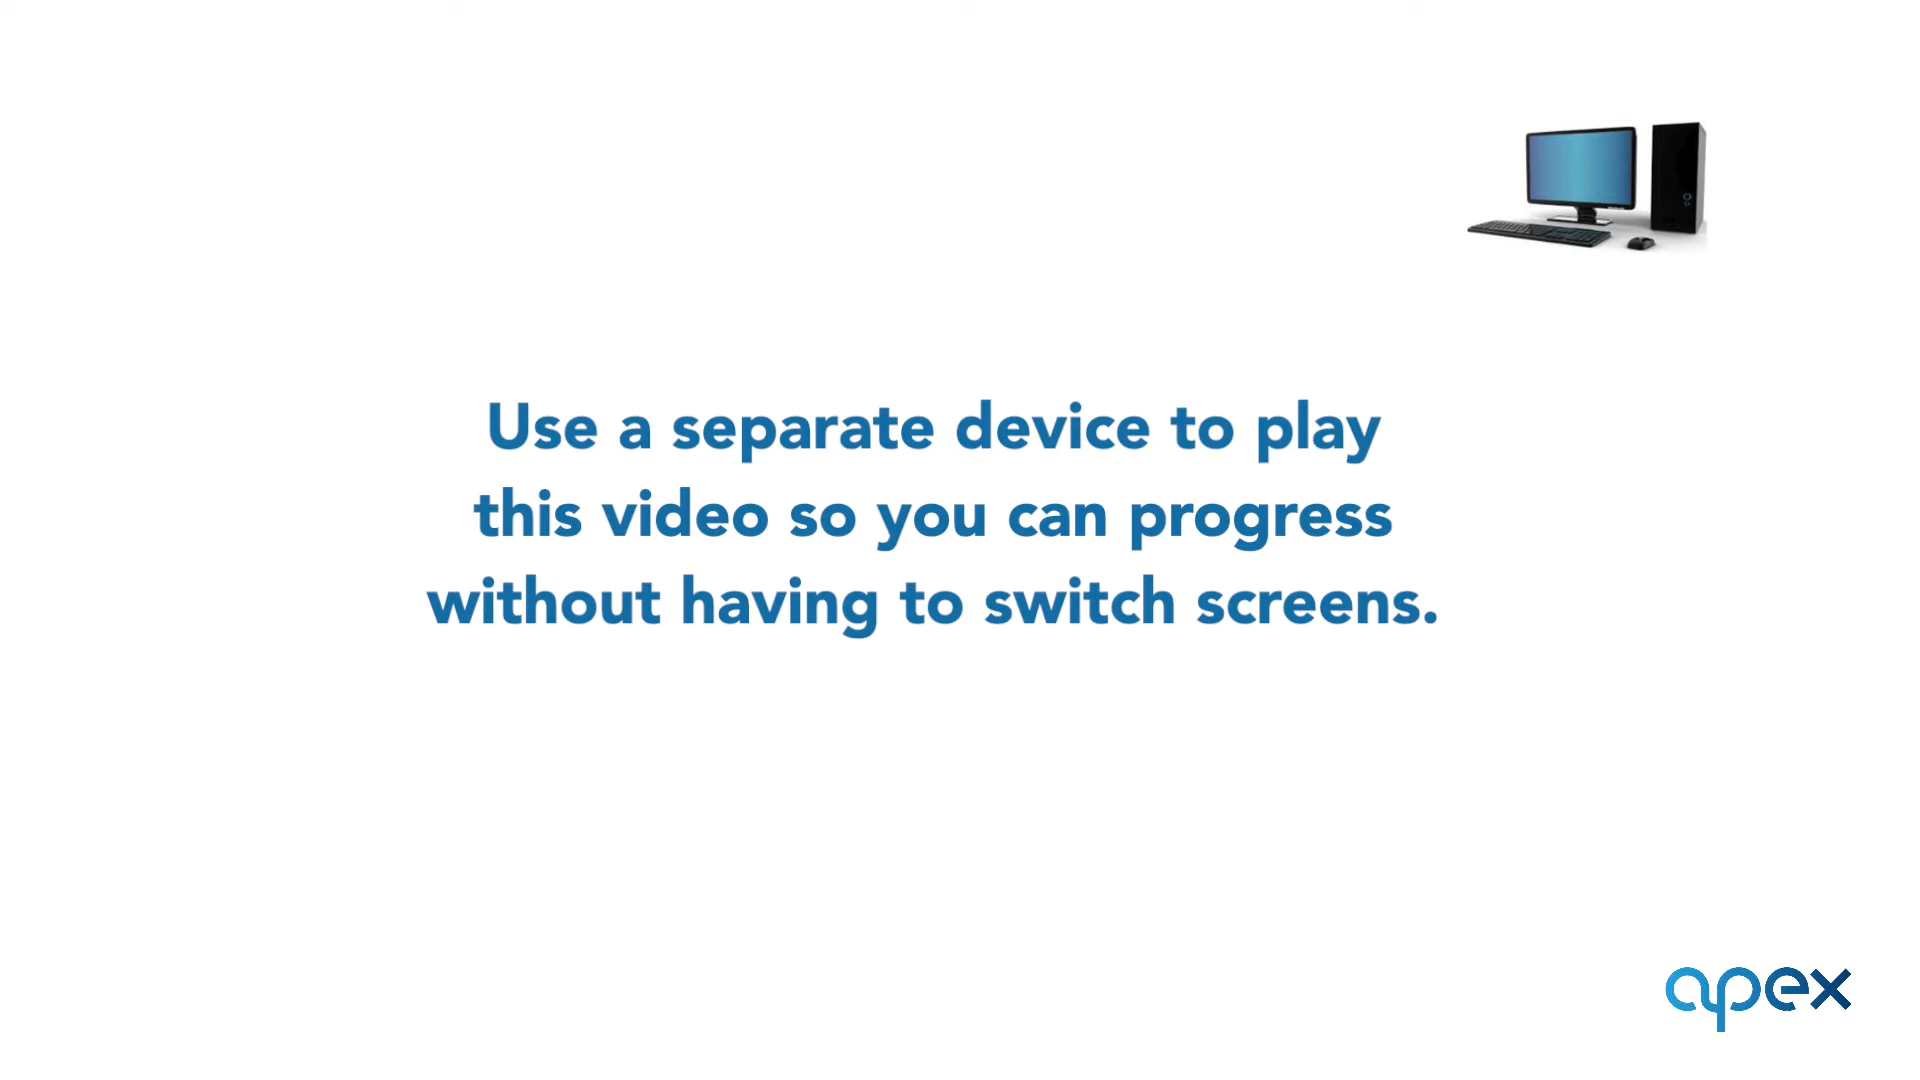 Use a separate device to play
this video so you can progress
without having to switch screens.
apex